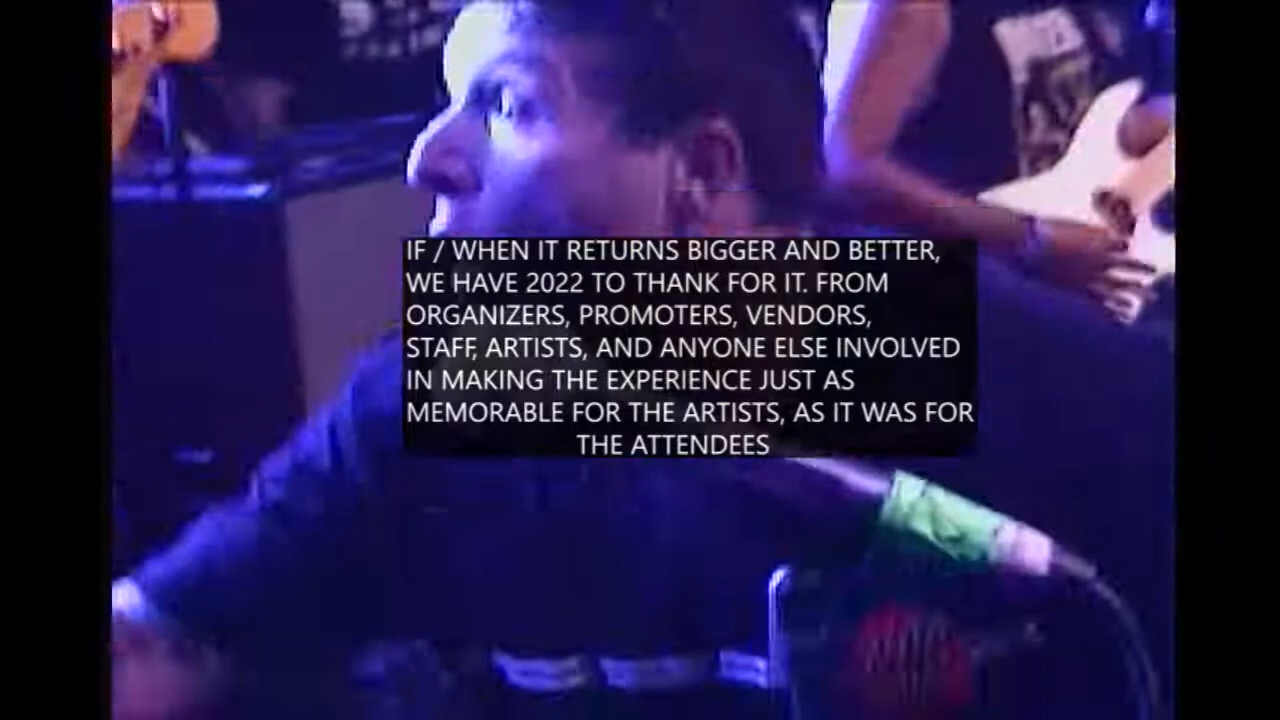 IF / WHEN IT RETURNS BIGGER AND BETTER,
WE HAVE 2022 TO THANK FOR IT. FROM
ORGANIZERS, PROMOTERS, VENDORS,
STAFF, ARTISTS, AND ANYONE ELSE INVOLVED
IN MAKING THE EXPERIENCE JUST AS
MEMORABLE FOR THE ARTISTS, AS IT WAS FOR
THE ATTENDEES